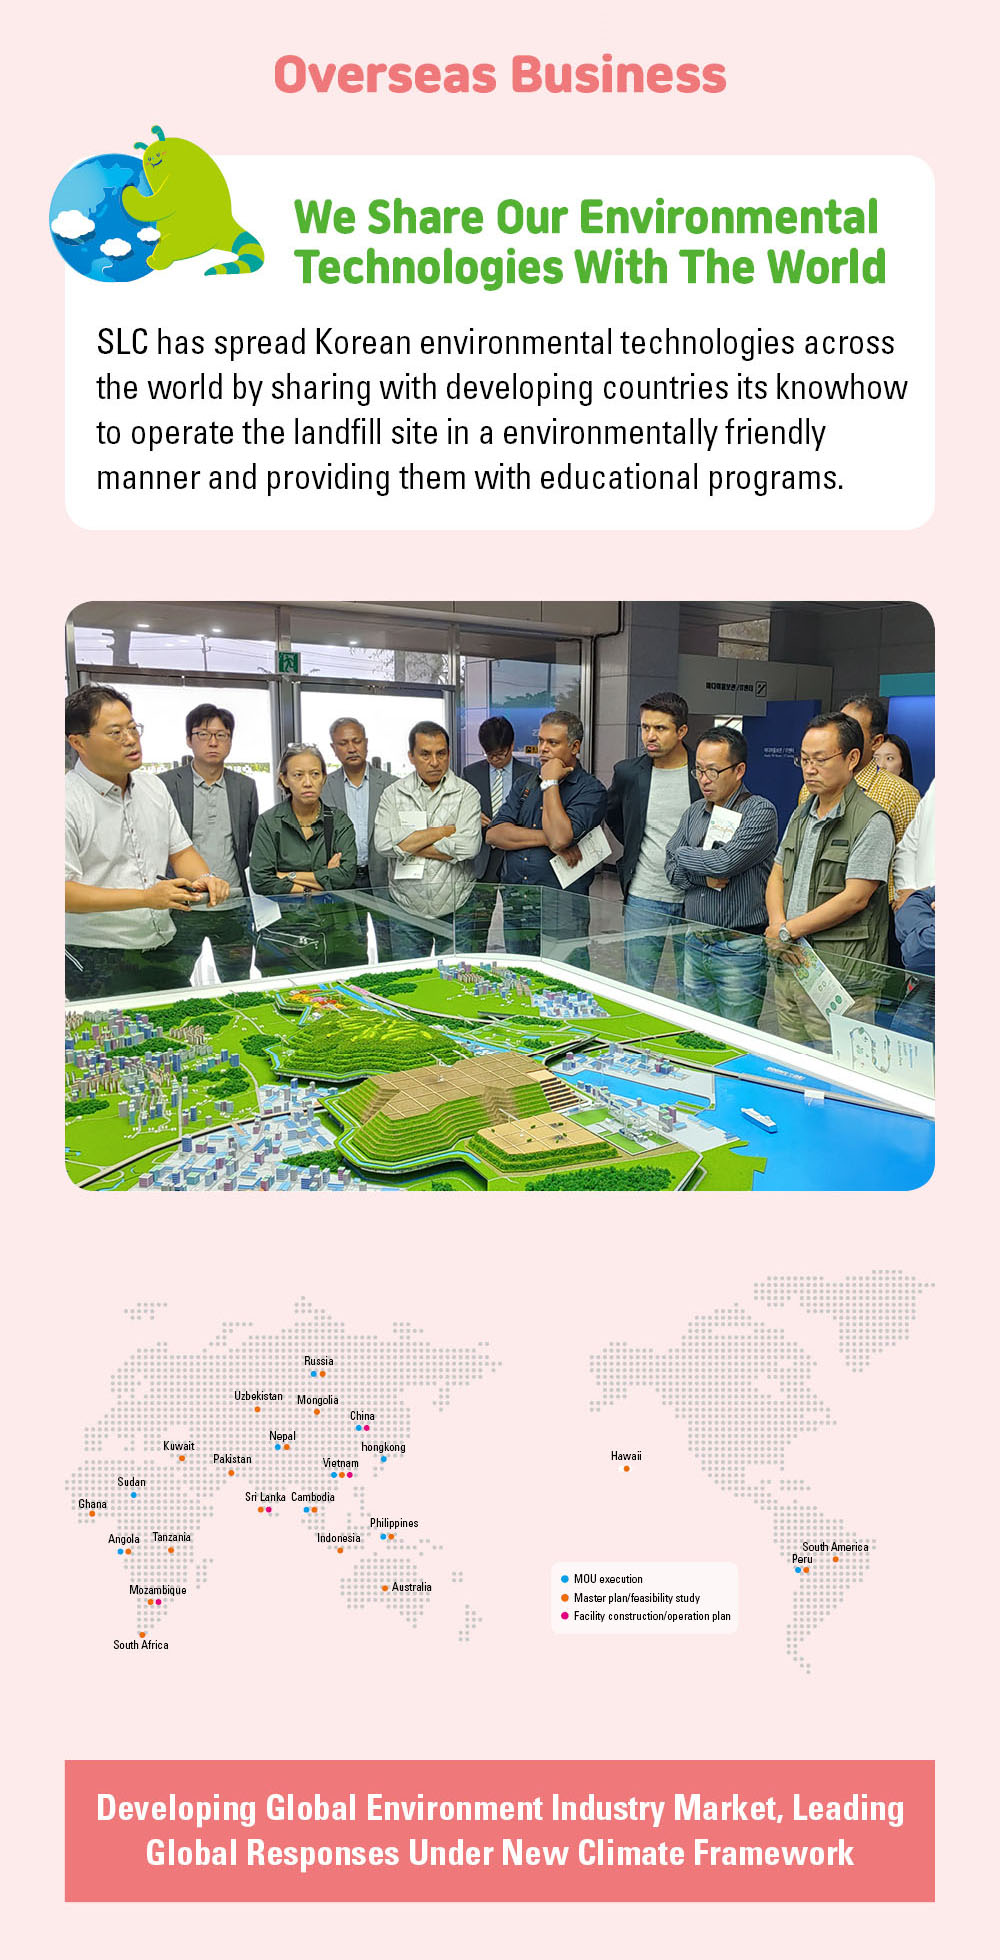 Overseas Business
We Share Our Environmental
Technologies With The World
SLC has spread Korean environmental technologies across
the world by sharing with developing countries its knowhow
to operate the landfill site in a environmentally friendly
manner and providing them with educational programs.
Russia
Uzbekistan
Mongolia
China
Nepal
hongkong
Kuwait
Pakistan
Vietnam
Hawaii
Sudan
Sri Lanka
Cambodia
Ghana
Philippines
Angola
Tanzania
Indonesia
South America
Peru
Mozambique
Australia
South Africa
MOU execution
Master plan/feasibility study
Facility construction/operation plan
Developing Global Environment Industry Market, Leading
Global Responses Under New Climate Framework